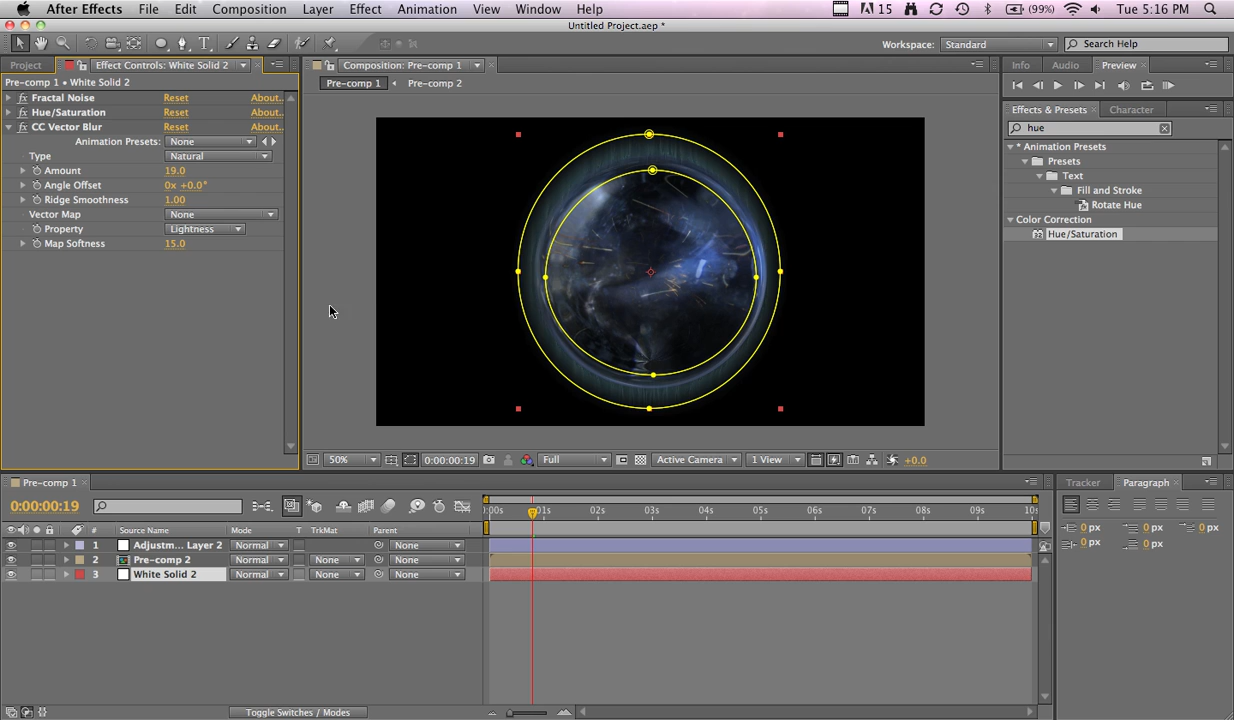 After Effects File Edit Composition Layer Effect Animation View Window Help 15 (99%) Tue 5:16 PM
Untitled Project.aep *
Workspace: Standard Search Help
Project Effect Controls: White Solid 2
Pre-comp 1 • White Solid 2
Fractal Noise Reset About...
Hue/Saturation Reset About...
CC Vector Blur Reset About...
Animation Presets: None
Type Natural
Amount 19.0
Angle Offset 0x +0.0°
Ridge Smoothness 1.00
Vector Map None
Property Lightness
Map Softness 15.0
Composition: Pre-comp 1
Pre-comp 1 Pre-comp 2
50% 0:00:00:19 Full Active Camera 1 View +0.0
Info Audio Preview
Effects & Presets Character
hue
* Animation Presets
Presets
Text
Fill and Stroke
Rotate Hue
Color Correction
32 Hue/Saturation
Pre-comp 1
0:00:00:19
# Source Name Mode T TrkMat Parent
1 Adjustm... Layer 2 Normal None
2 Pre-comp 2 Normal None None
3 White Solid 2 Normal None None
):00s 01s 02s 03s 04s 05s 06s 07s 08s 09s 10s
Toggle Switches / Modes
Tracker Paragraph
0 px 0 px 0 px
0 px 0 px